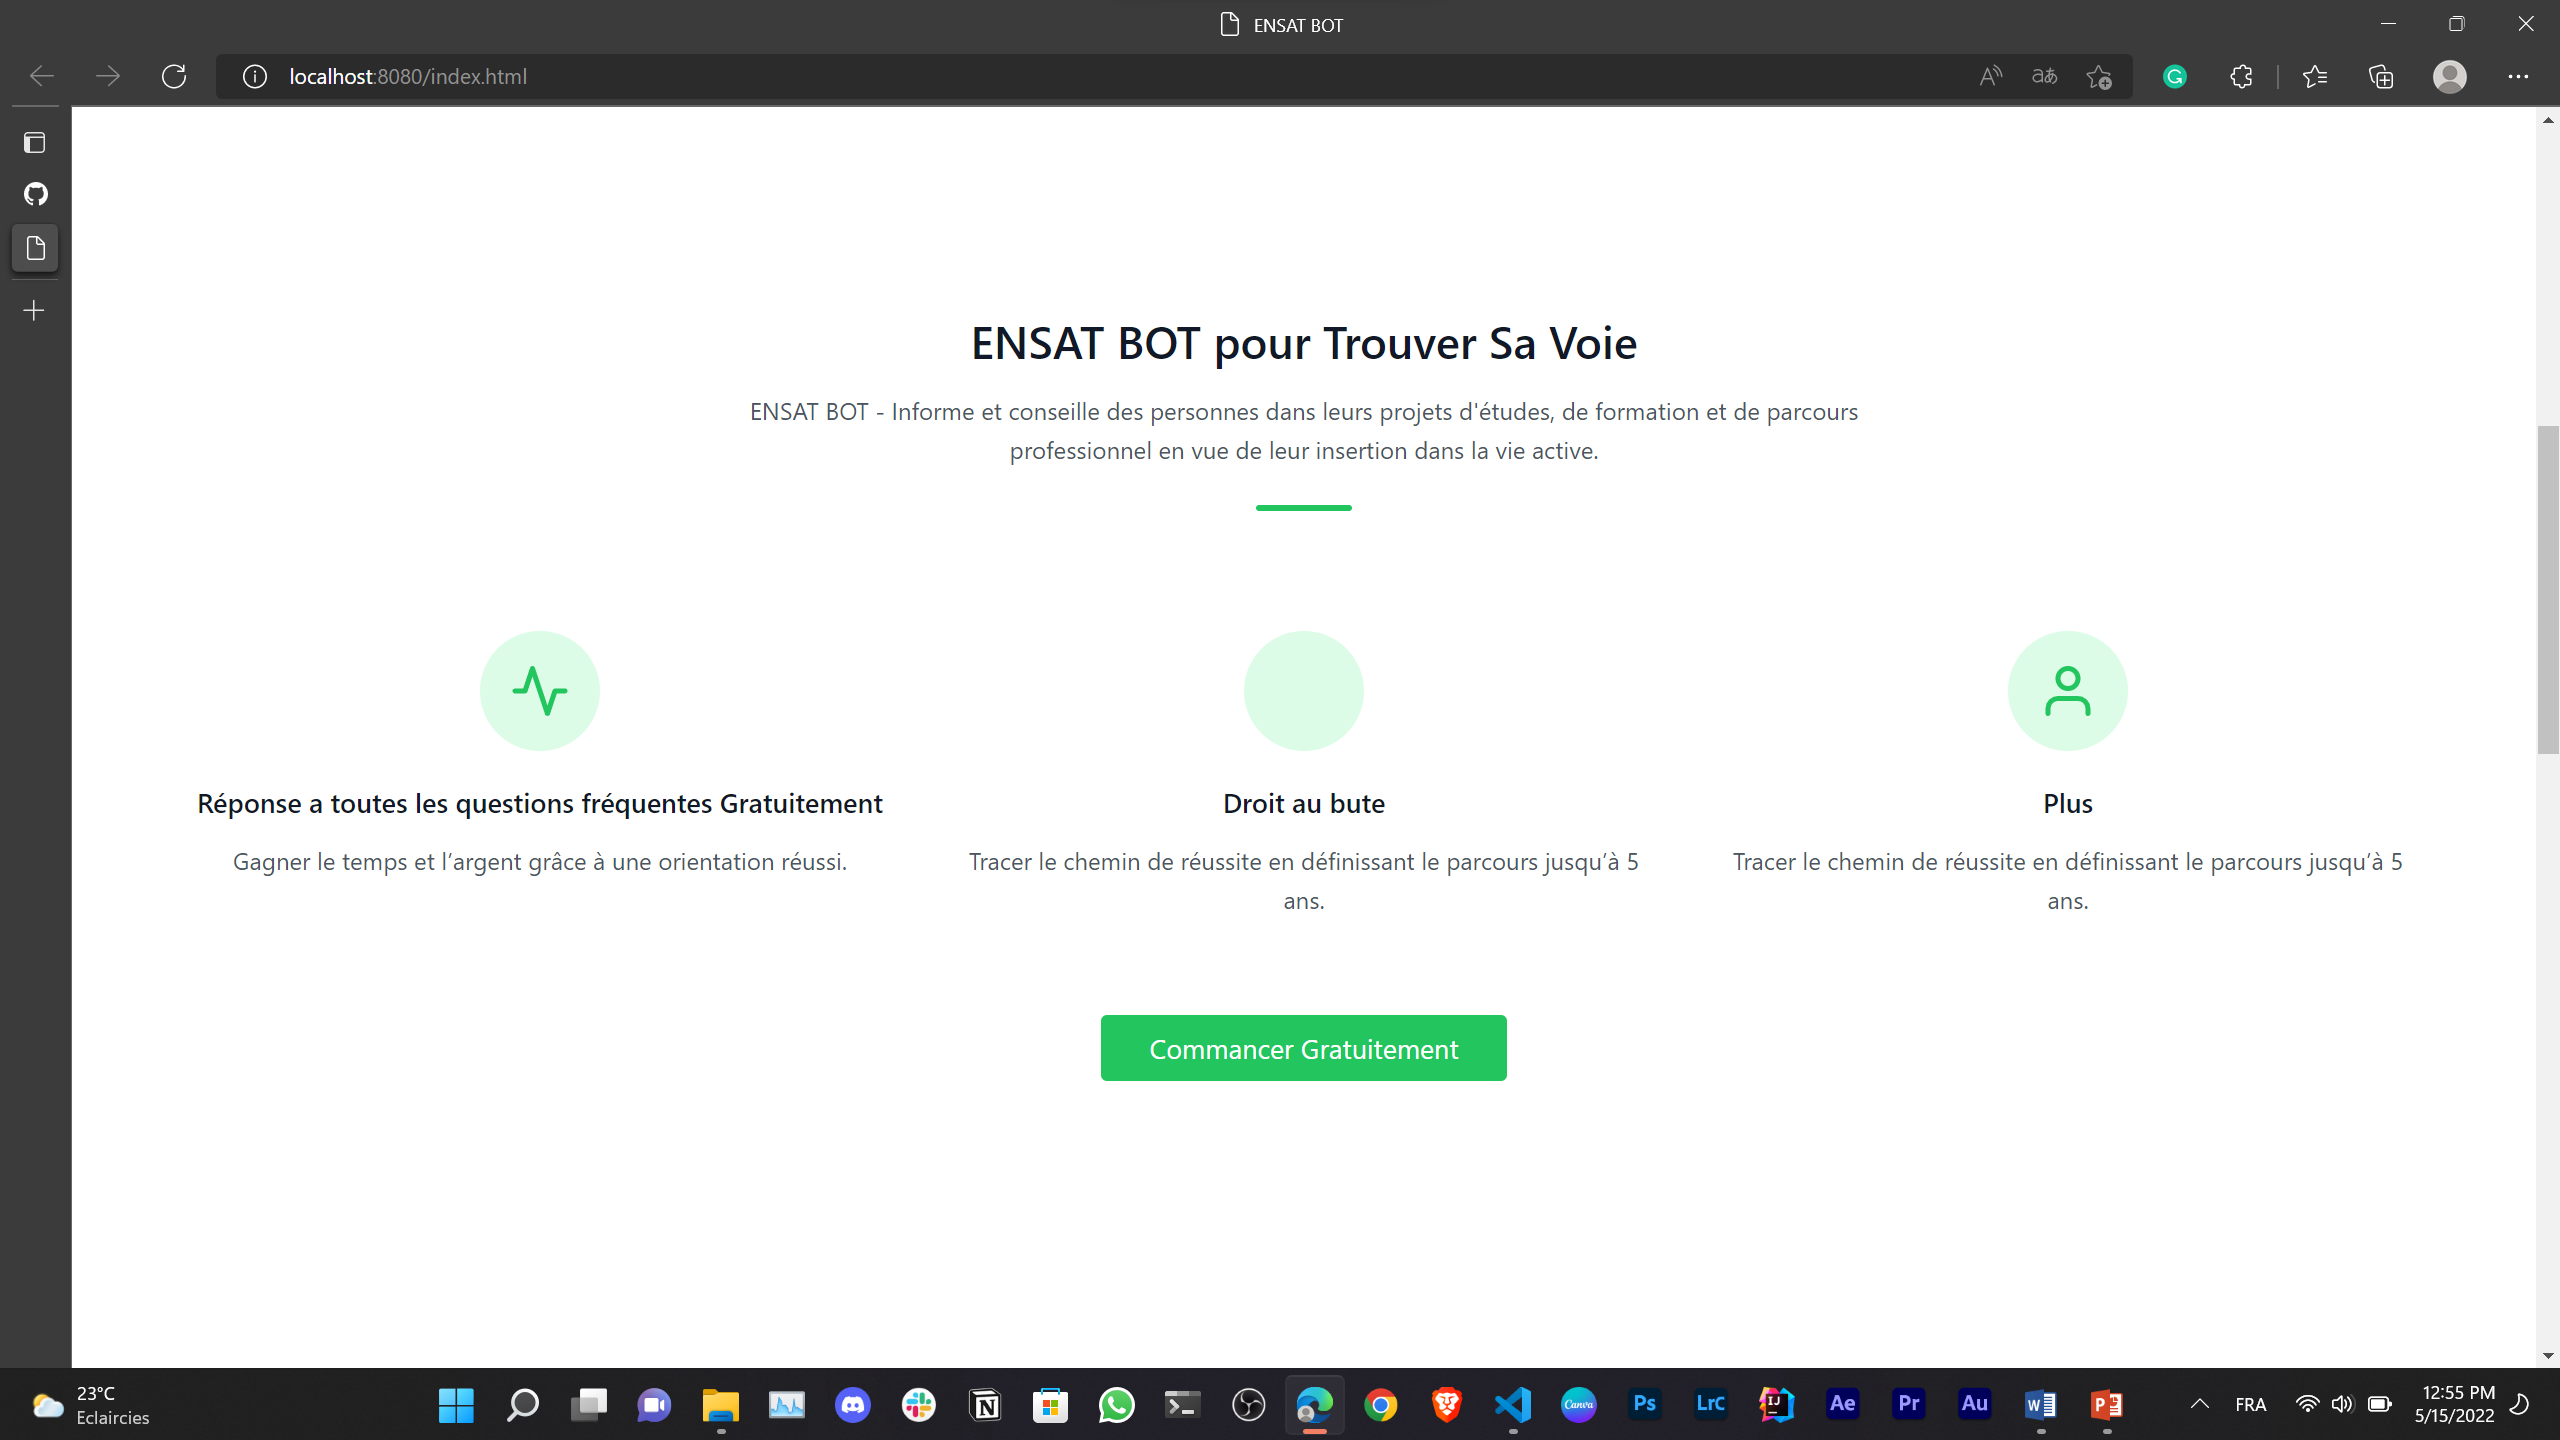 ENSAT BOT
localhost:8080/index.html
ENSAT BOT pour Trouver Sa Voie
ENSAT BOT - Informe et conseille des personnes dans leurs projets d'études, de formation et de parcours
professionnel en vue de leur insertion dans la vie active.
Réponse a toutes les questions fréquentes Gratuitement
Gagner le temps et l’argent grâce à une orientation réussi.
Droit au bute
Tracer le chemin de réussite en définissant le parcours jusqu’à 5
ans.
Plus
Tracer le chemin de réussite en définissant le parcours jusqu’à 5
ans.
Commancer Gratuitement
23°C
Eclaircies
Canva
Ps
LrC
IJ
Ae
Pr
Au
W
P
FRA
12:55 PM
5/15/2022